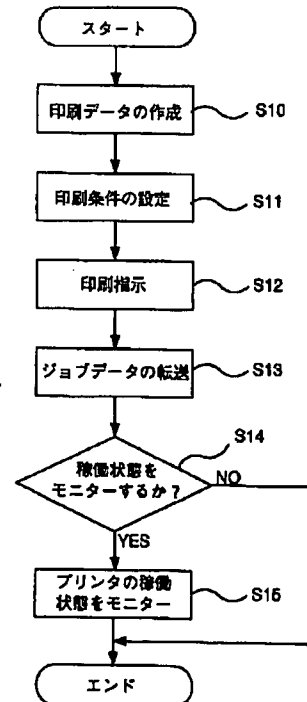 スタート
印刷データの作成
S10
印刷条件の設定
S11
印刷指示
S12
ジョブデータの転送
S13
S14
稼働状態を
モニターするか?
NO
YES
プリンタの稼働
状態をモニター
S15
エンド